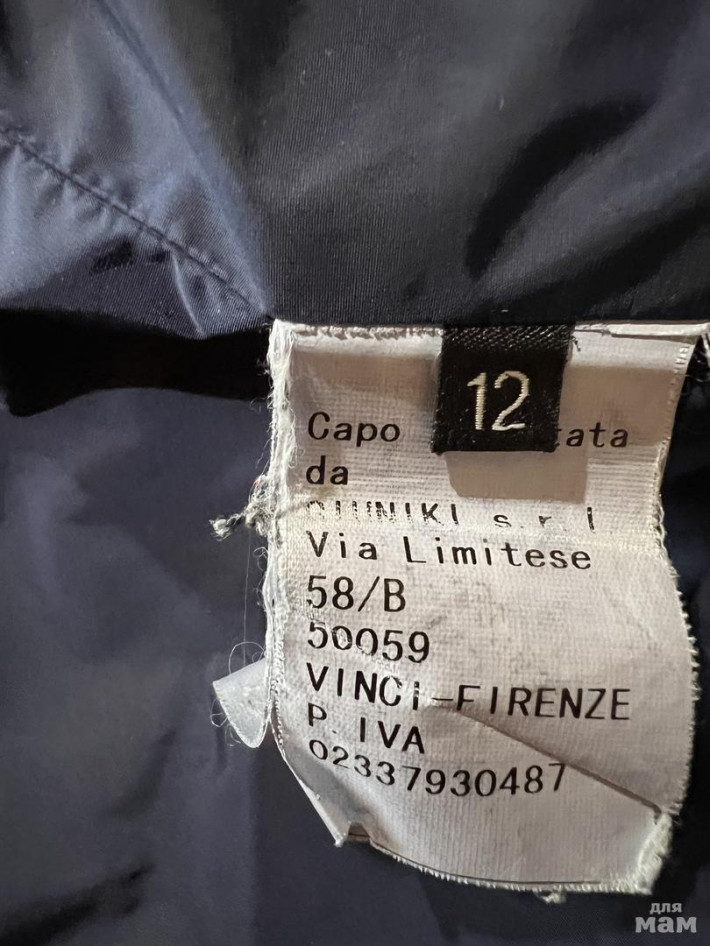 12
Capo
da
s.r.l
Via Limitese
58/B
50059
VINCI-FIRENZE
P. IVA
02337930487
для
мам